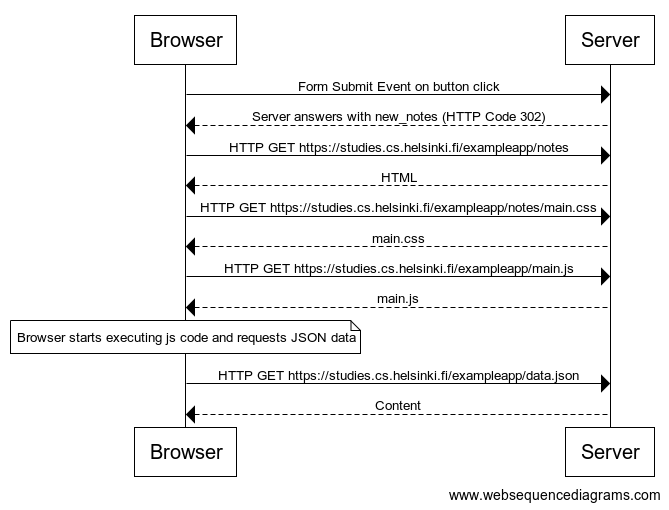 Browser Server
Form Submit Event on button click
Server answers with new_notes (HTTP Code 302)
HTTP GET https://studies.cs.helsinki.fi/exampleapp/notes
HTML
HTTP GET https://studies.cs.helsinki.fi/exampleapp/notes/main.css
main.css
HTTP GET https://studies.cs.helsinki.fi/exampleapp/main.js
main.js
Browser starts executing js code and requests JSON data
HTTP GET https://studies.cs.helsinki.fi/exampleapp/data.json
Content
Browser Server
www.websequencediagrams.com